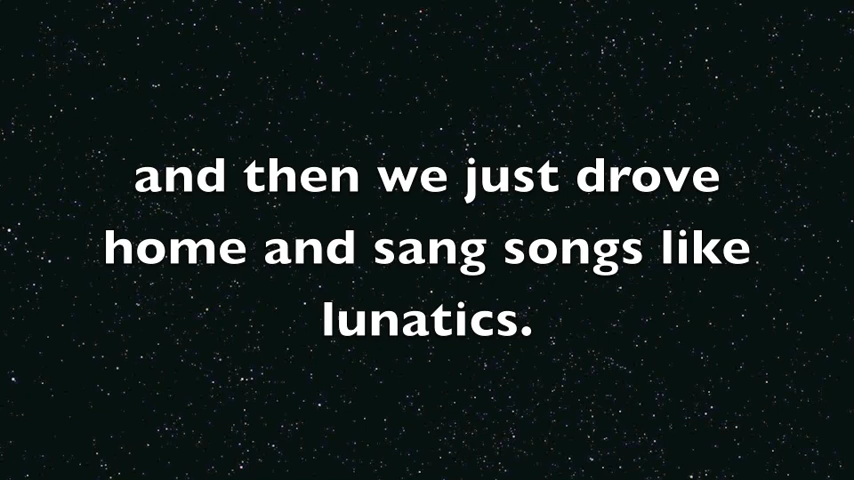 and then we just drove
home and sang songs like
lunatics.